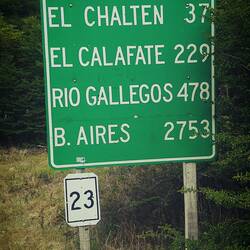 EL CHALTEN 37
EL CALAFATE 229
RIO GALLEGOS 478
B. AIRES 2753
23